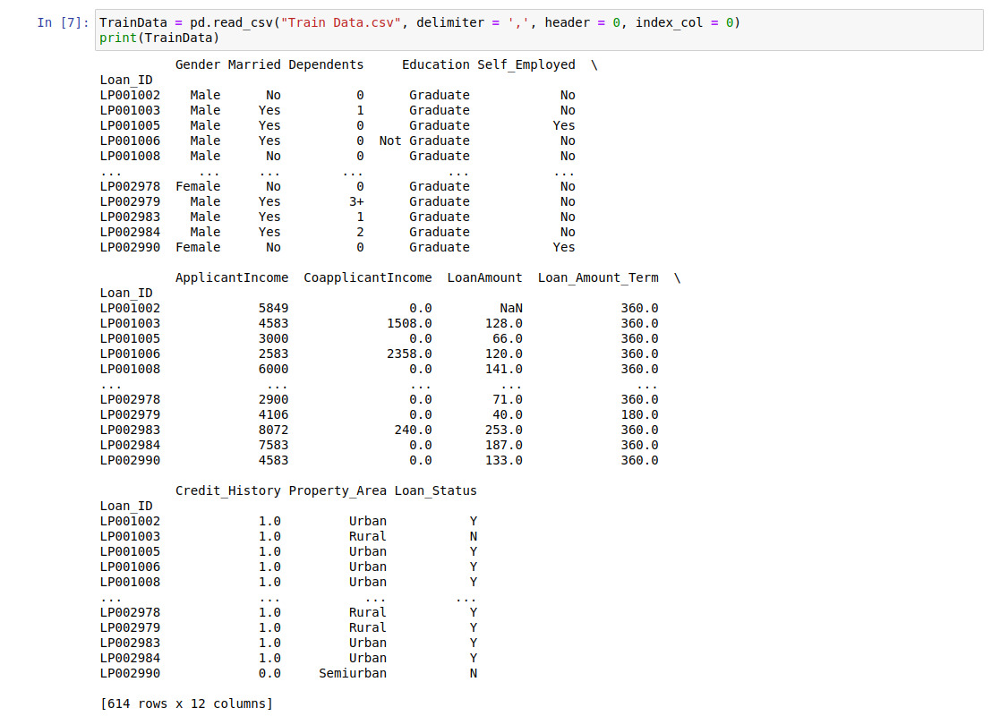 In [7]: TrainData = pd.read_csv("Train Data.csv", delimiter = ',', header = 0, index_col = 0)
print(TrainData)
Gender Married Dependents Education Self_Employed \
Loan_ID
LP001002 Male No 0 Graduate No
LP001003 Male Yes 1 Graduate No
LP001005 Male Yes 0 Graduate Yes
LP001006 Male Yes 0 Not Graduate No
LP001008 Male No 0 Graduate No
... ... ... ... ... ...
LP002978 Female No 0 Graduate No
LP002979 Male Yes 3+ Graduate No
LP002983 Male Yes 1 Graduate No
LP002984 Male Yes 2 Graduate No
LP002990 Female No 0 Graduate Yes
ApplicantIncome CoapplicantIncome LoanAmount Loan_Amount_Term \
Loan_ID
LP001002 5849 0.0 NaN 360.0
LP001003 4583 1508.0 128.0 360.0
LP001005 3000 0.0 66.0 360.0
LP001006 2583 2358.0 120.0 360.0
LP001008 6000 0.0 141.0 360.0
... ... ... ... ...
LP002978 2900 0.0 71.0 360.0
LP002979 4106 0.0 40.0 180.0
LP002983 8072 240.0 253.0 360.0
LP002984 7583 0.0 187.0 360.0
LP002990 4583 0.0 133.0 360.0
Credit_History Property_Area Loan_Status
Loan_ID
LP001002 1.0 Urban Y
LP001003 1.0 Rural N
LP001005 1.0 Urban Y
LP001006 1.0 Urban Y
LP001008 1.0 Urban Y
... ... ... ...
LP002978 1.0 Rural Y
LP002979 1.0 Rural Y
LP002983 1.0 Urban Y
LP002984 1.0 Urban Y
LP002990 0.0 Semiurban N
[614 rows x 12 columns]